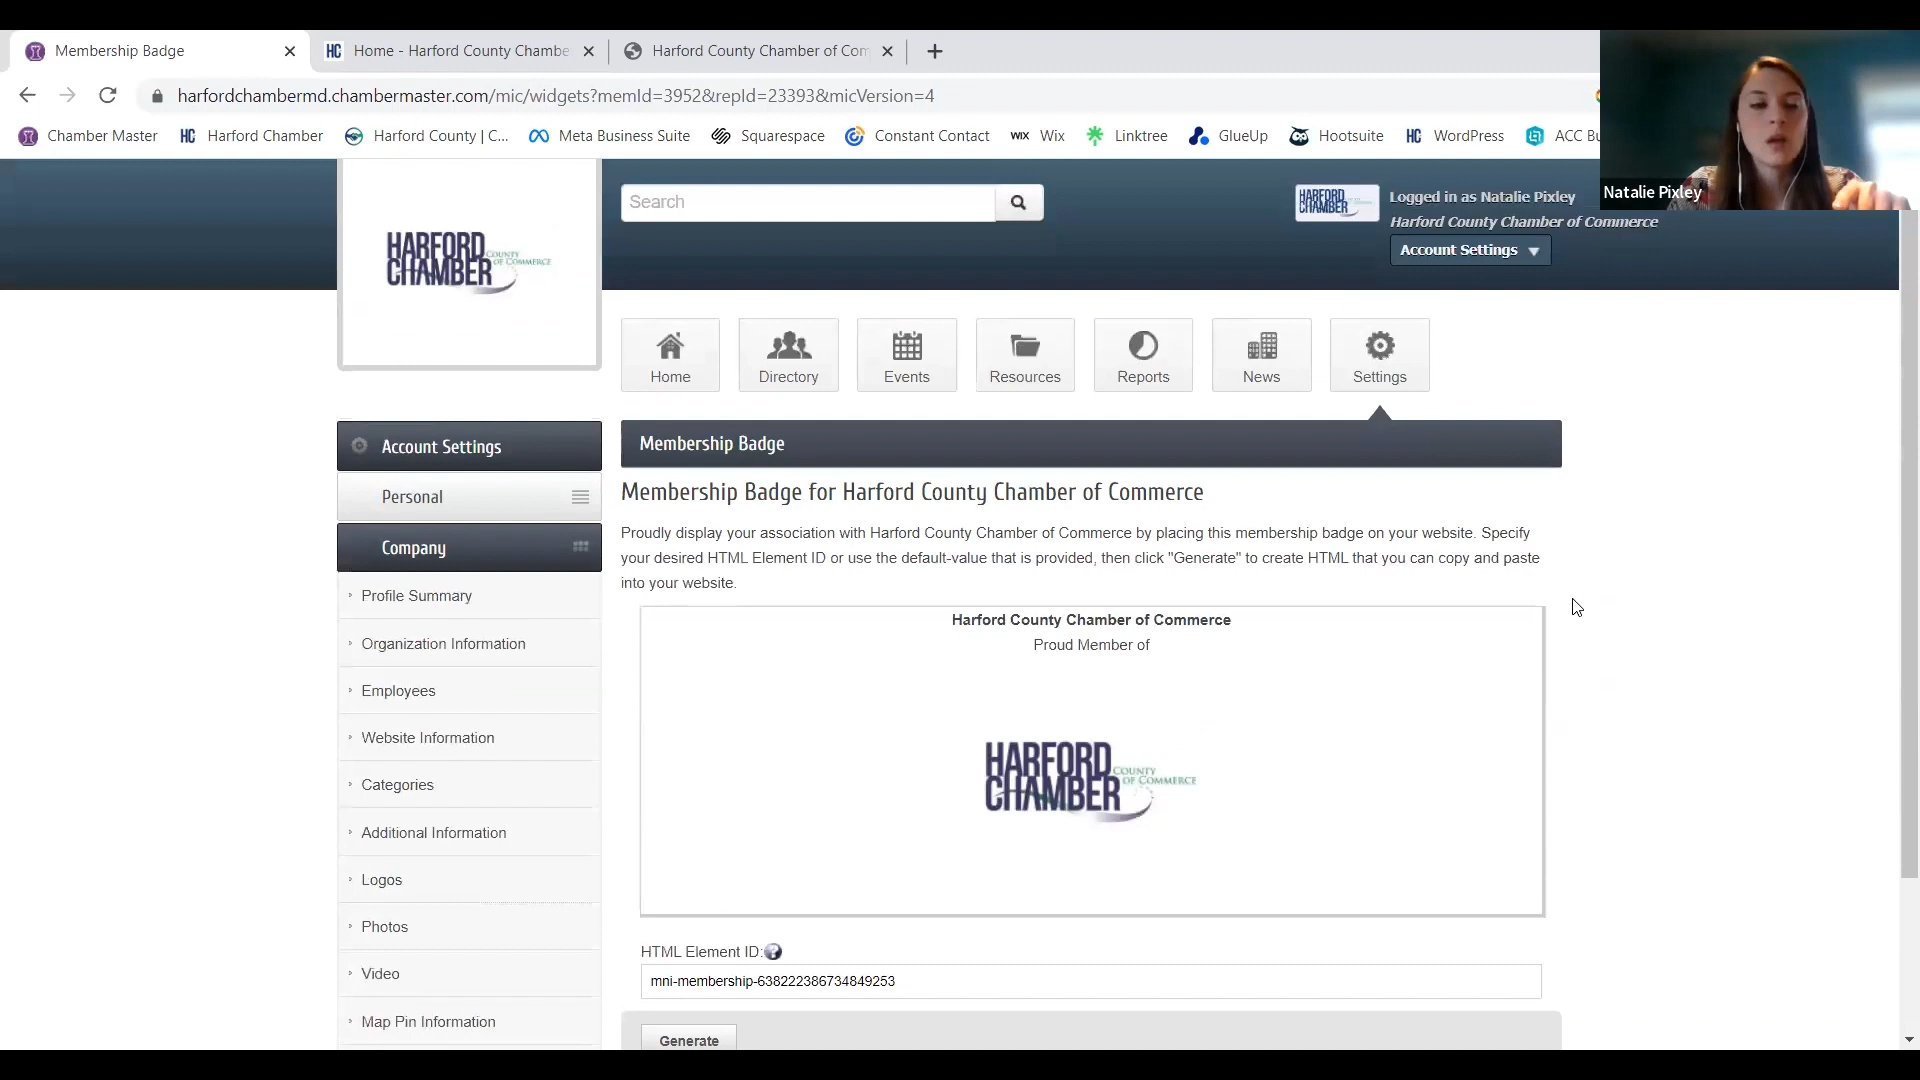 Membership Badge
Home - Harford County Chambe
Harford County Chamber of Com
harfordchambermd.chambermaster.com/mic/widgets?memId=3952&repId=23393&micVersion=4
Chamber Master
HC Harford Chamber
Harford County | C...
Meta Business Suite
Squarespace
Constant Contact
WIX Wix
Linktree
GlueUp
Hootsuite
HC WordPress
ACC Bu
Natalie Pixley
HARFORD
CHAMBER
COUNTY
OF COMMERCE
Search
HARFORD
CHAMBER
Logged in as Natalie Pixley
Harford County Chamber of Commerce
Account Settings
Home
Directory
Events
Resources
Reports
News
Settings
Account Settings
Personal
Company
Profile Summary
Organization Information
Employees
Website Information
Categories
Additional Information
Logos
Photos
Video
Map Pin Information
Membership Badge
Membership Badge for Harford County Chamber of Commerce
Proudly display your association with Harford County Chamber of Commerce by placing this membership badge on your website. Specify
your desired HTML Element ID or use the default-value that is provided, then click "Generate" to create HTML that you can copy and paste
into your website.
Harford County Chamber of Commerce
Proud Member of
HARFORD
CHAMBER
COUNTY
OF COMMERCE
HTML Element ID:
mni-membership-638222386734849253
Generate